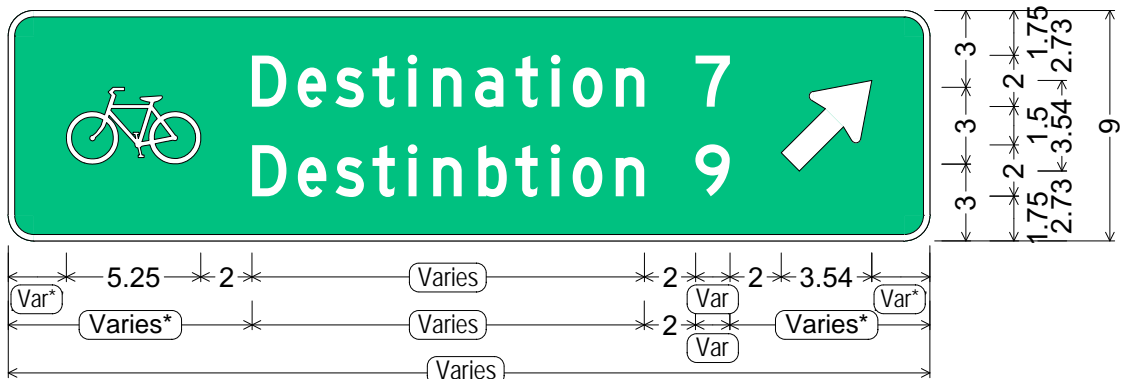 Destination 7
Destinbtion 9
3
3
3
1.75
2
1.5
2
1.75
2.73
3.54
2.73
9
5.25
2
Varies
2
2
3.54
Var*
Var
Var*
Varies*
Varies
2
Varies*
Var
Varies